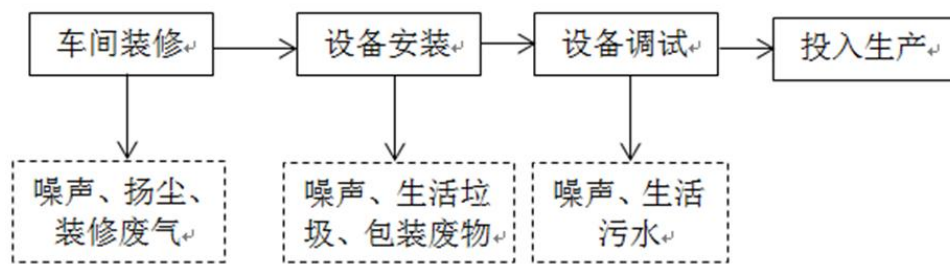 车间装修
设备安装
设备调试
投入生产
噪声、扬尘、
装修废气
噪声、生活垃
圾、包装废物
噪声、生活
污水